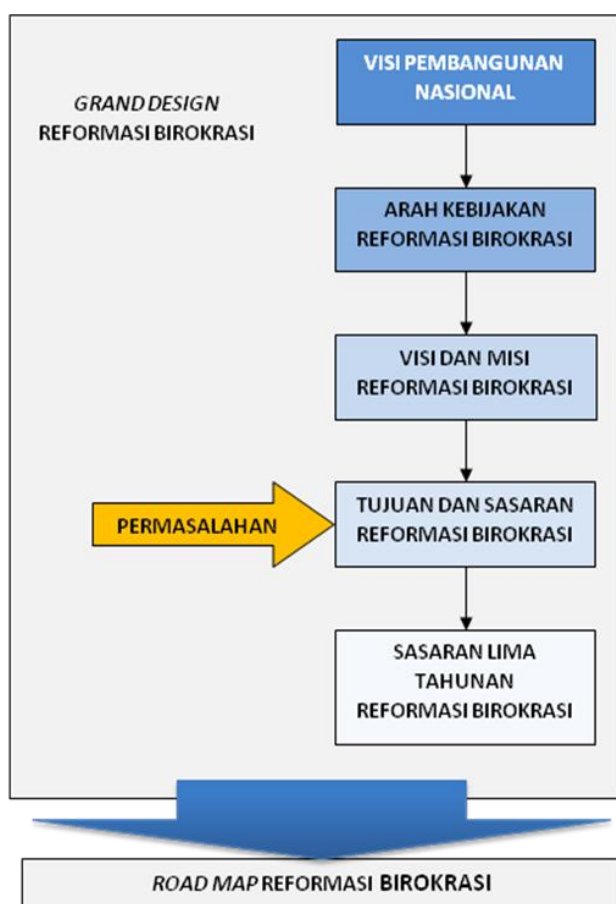 GRAND DESIGN
REFORMASI BIROKRASI
VISI PEMBANGUNAN
NASIONAL
ARAH KEBIJAKAN
REFORMASI BIROKRASI
VISI DAN MISI
REFORMASI BIROKRASI
PERMASALAHAN
TUJUAN DAN SASARAN
REFORMASI BIROKRASI
SASARAN LIMA
TAHUNAN
REFORMASI BIROKRASI
ROAD MAP REFORMASI BIROKRASI